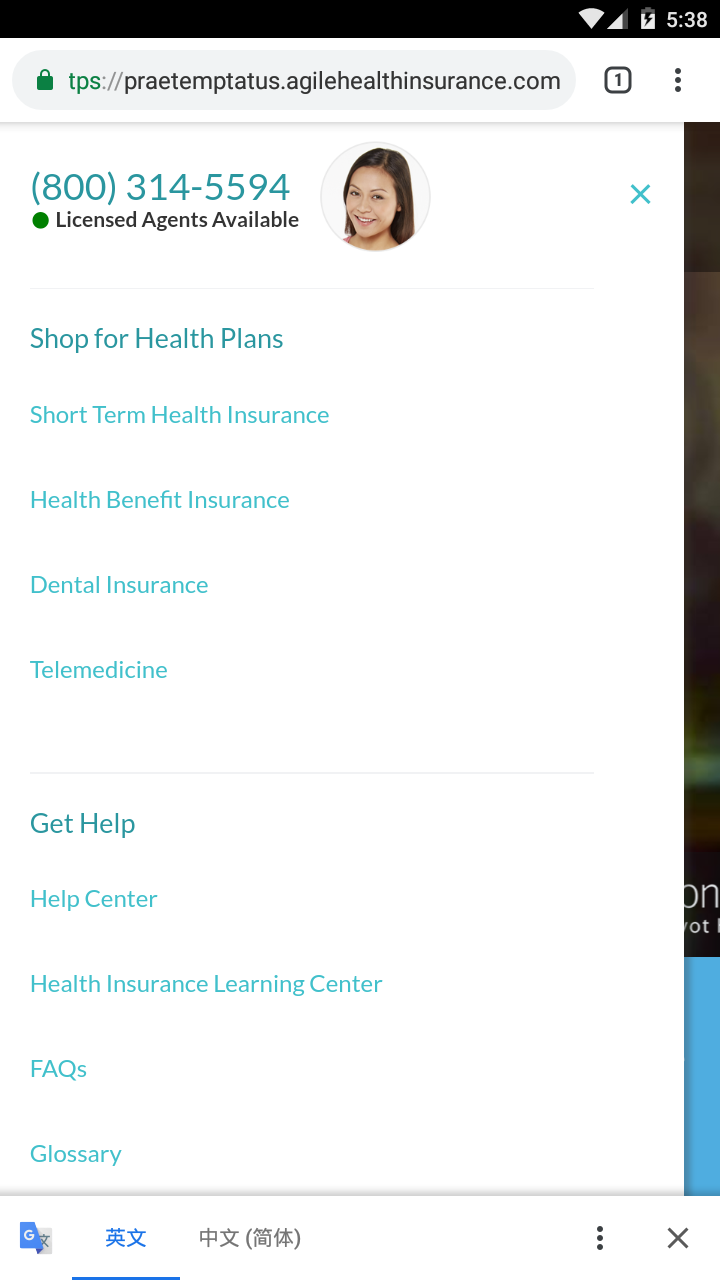 5:38
tps://praetemptatus.agilehealthinsurance.com
1
(800) 314-5594
Licensed Agents Available
Shop for Health Plans
Short Term Health Insurance
Health Benefit Insurance
Dental Insurance
Telemedicine
Get Help
on
vot
Help Center
Health Insurance Learning Center
FAQs
Glossary
G 文
英文
中文 (简体)